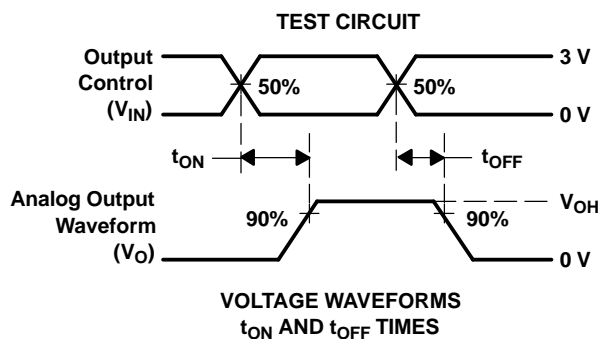 TEST CIRCUIT
Output
Control
(VIN)
50%
50%
3 V
0 V
tON
tOFF
Analog Output
Waveform
(VO)
90%
90%
VOH
0 V
VOLTAGE WAVEFORMS
tON AND tOFF TIMES